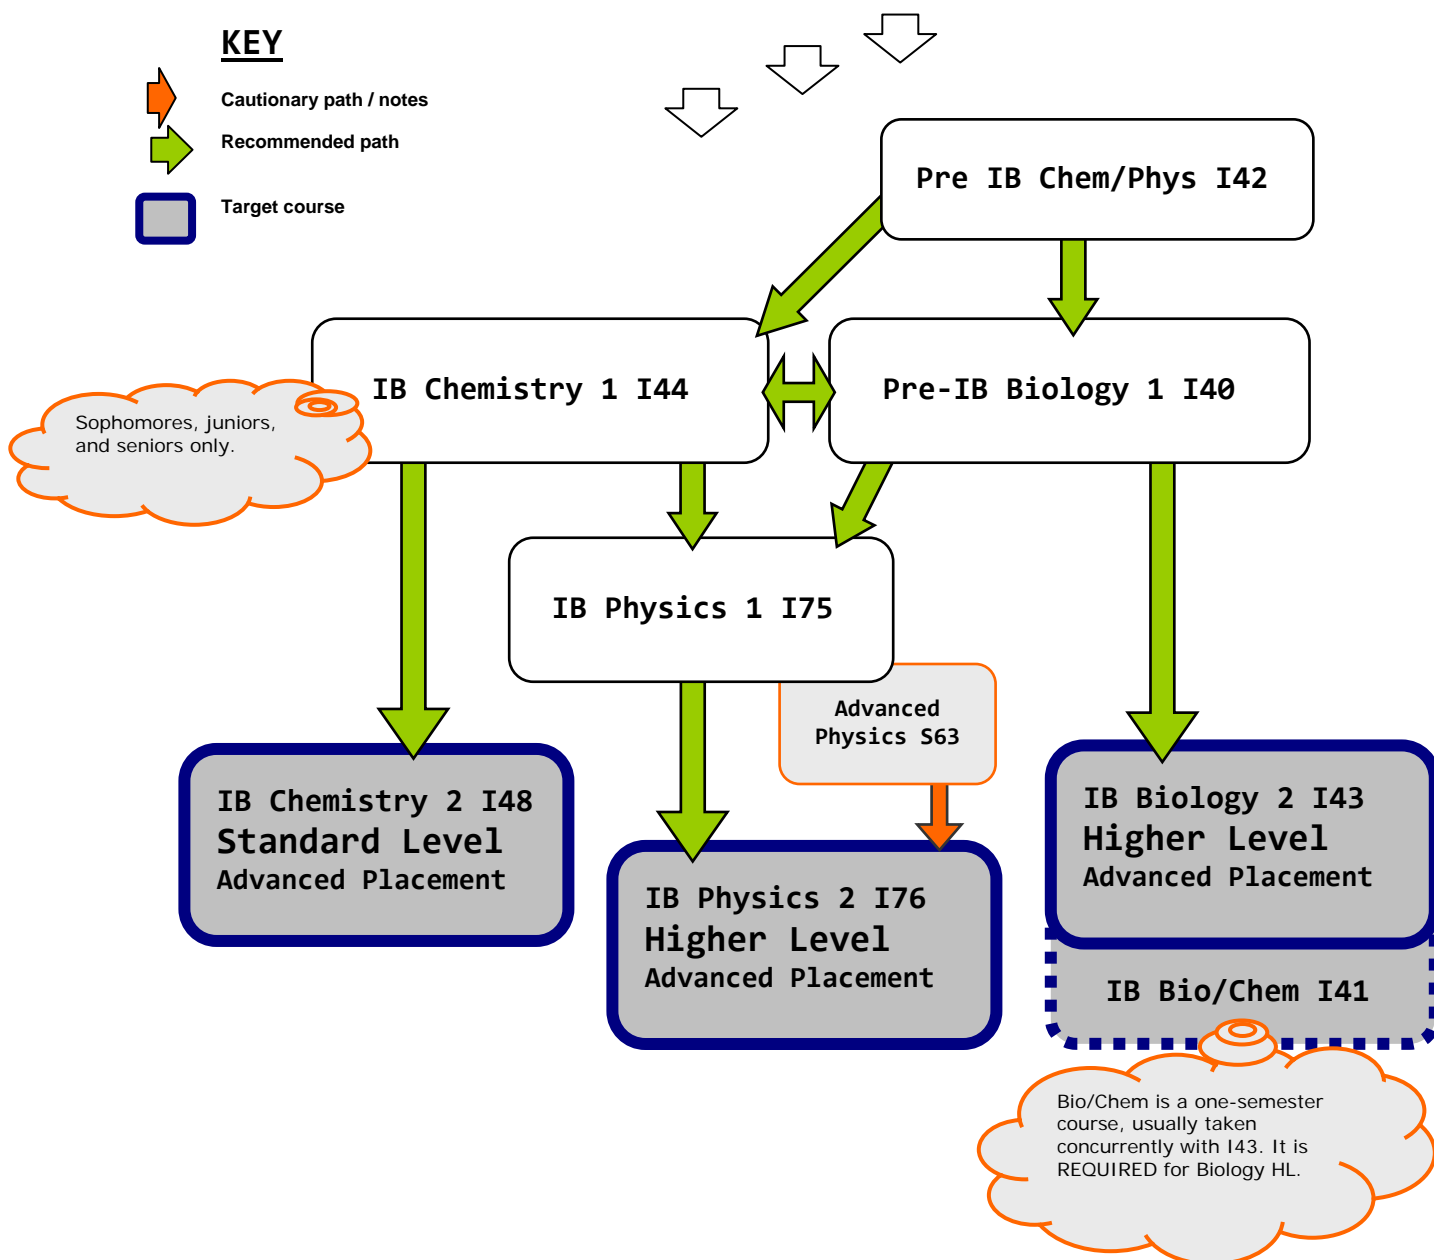 KEY
Cautionary path / notes
Recommended path
Target course
Pre IB Chem/Phys I42
IB Chemistry 1 I44
Pre-IB Biology 1 I40
Sophomores, juniors,
and seniors only.
IB Physics 1 I75
Advanced
Physics S63
IB Chemistry 2 I48
Standard Level
Advanced Placement
IB Physics 2 I76
Higher Level
Advanced Placement
IB Biology 2 I43
Higher Level
Advanced Placement
IB Bio/Chem I41
Bio/Chem is a one-semester
course, usually taken
concurrently with I43. It is
REQUIRED for Biology HL.